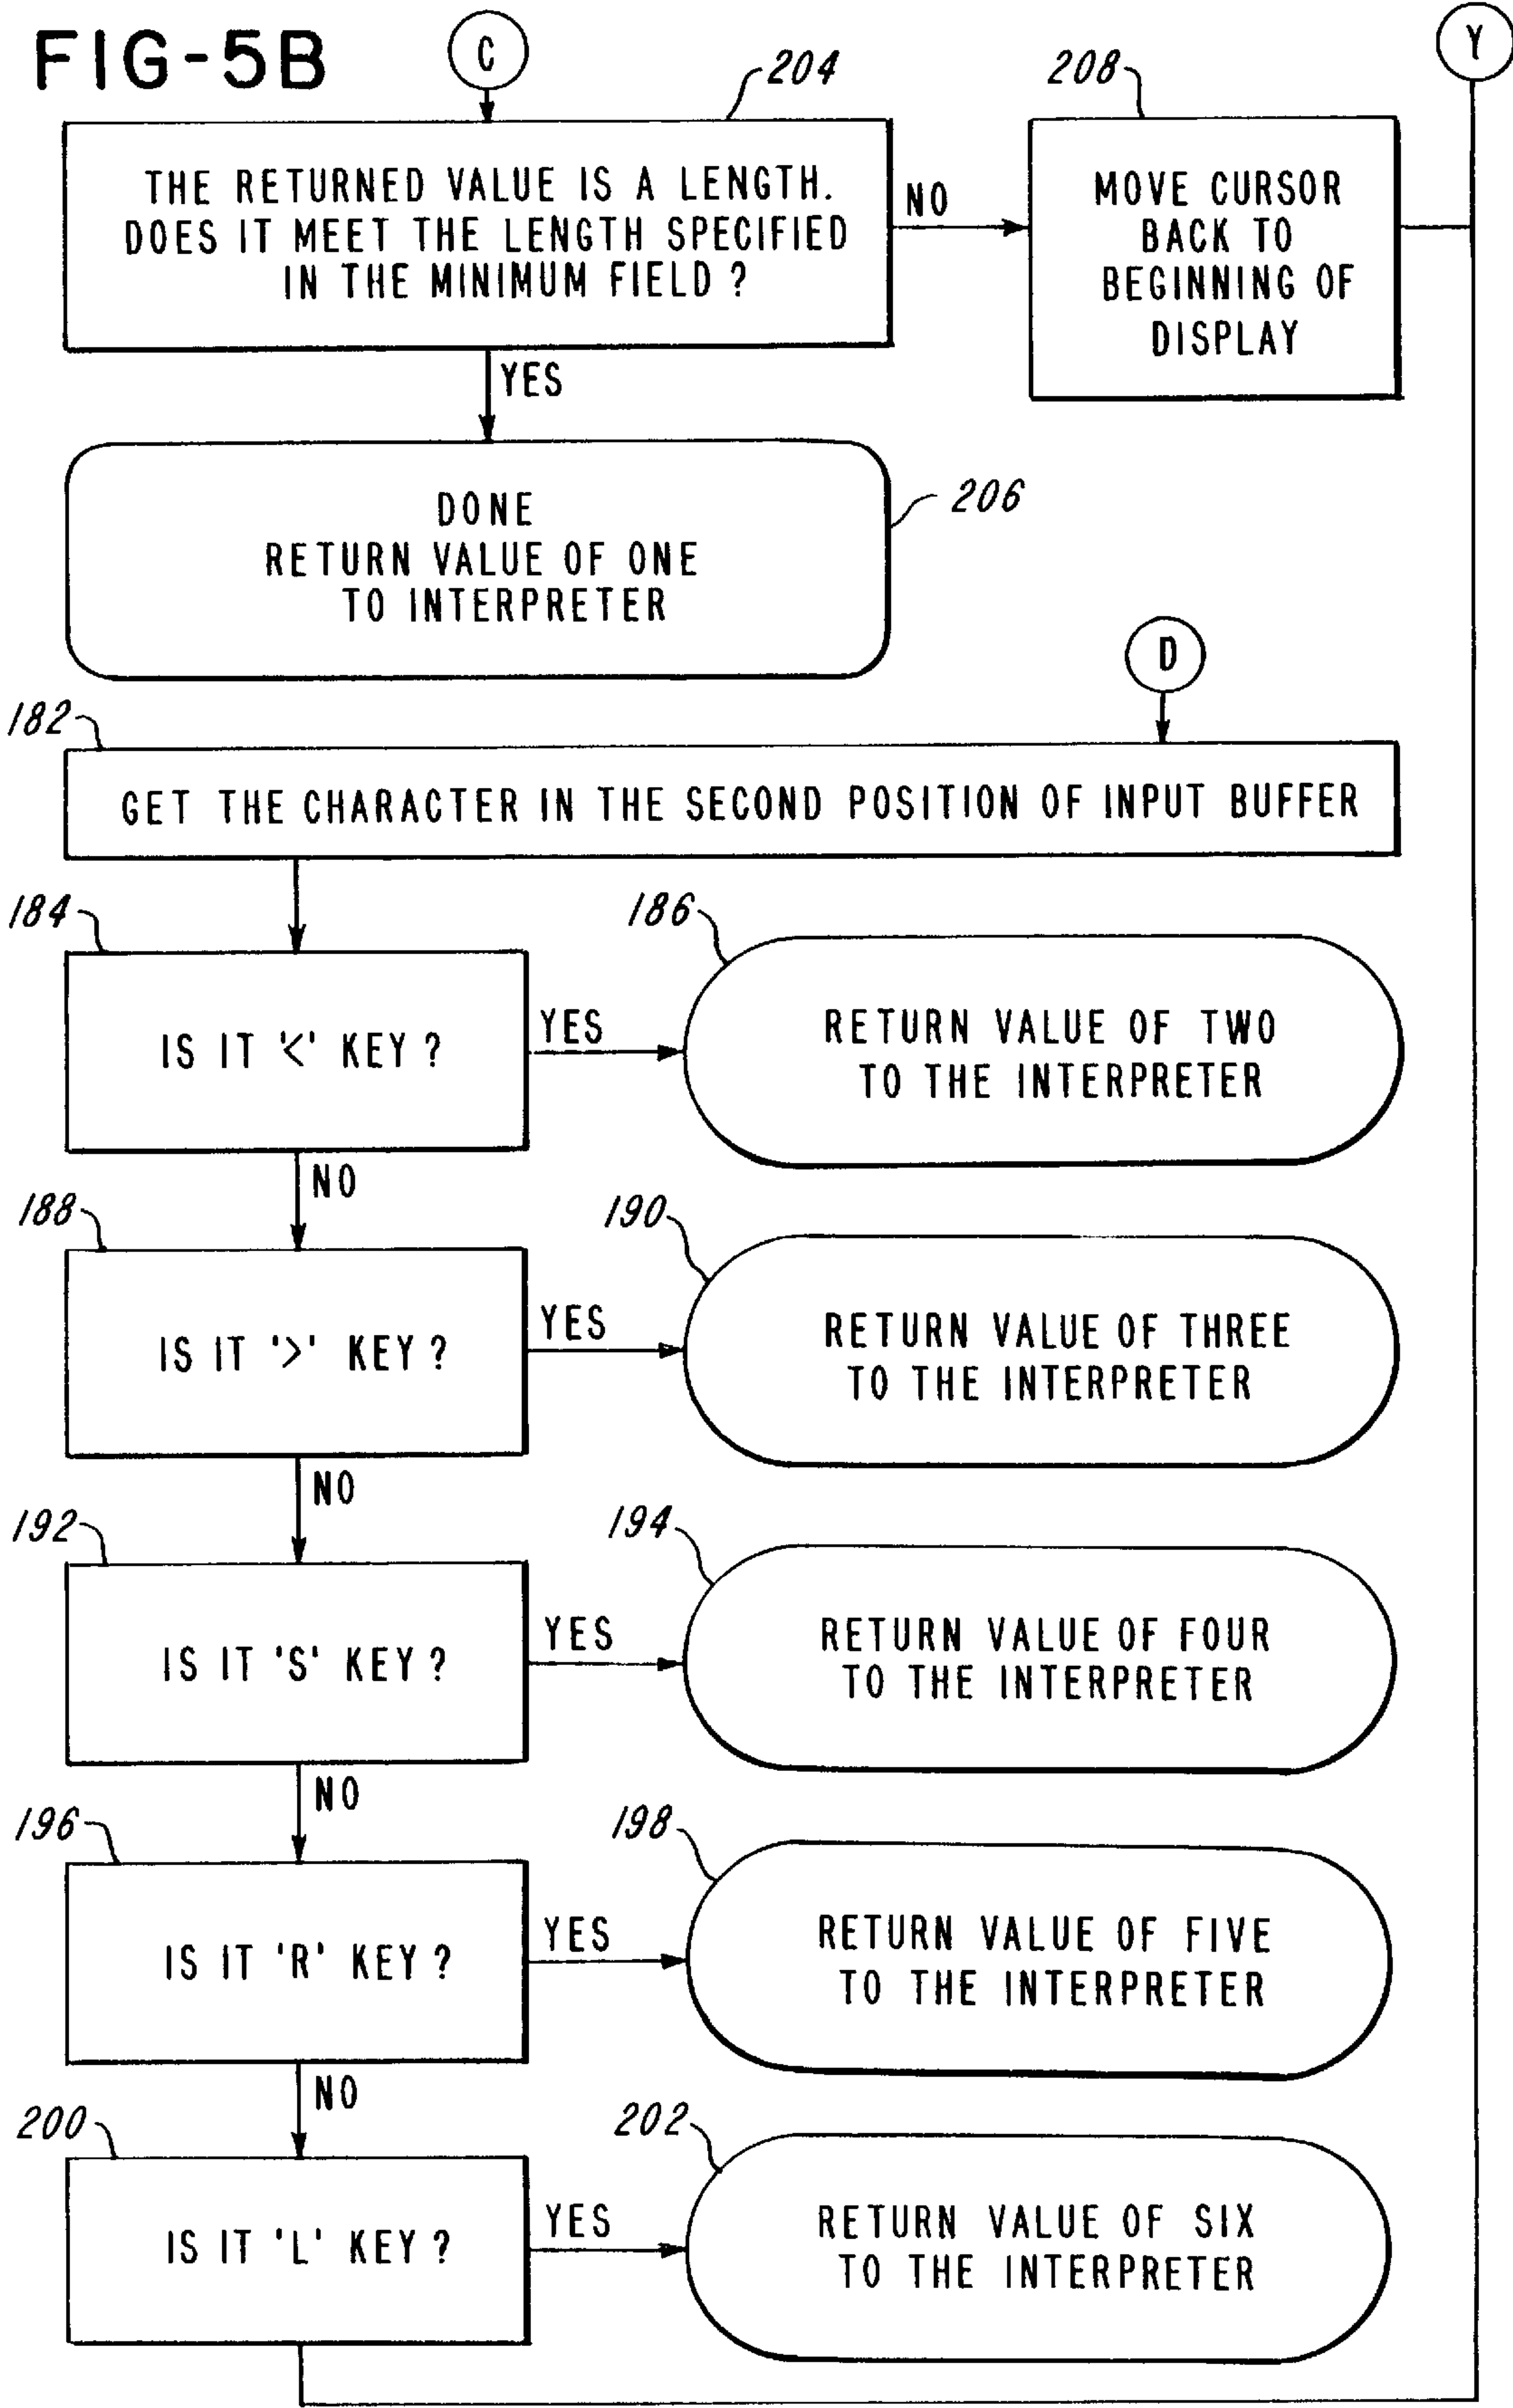 FIG-5B
C
Y
204
208
THE RETURNED VALUE IS A LENGTH.
DOES IT MEET THE LENGTH SPECIFIED
IN THE MINIMUM FIELD ?
NO
MOVE CURSOR
BACK TO
BEGINNING OF
DISPLAY
YES
DONE
RETURN VALUE OF ONE
TO INTERPRETER
206
D
182
GET THE CHARACTER IN THE SECOND POSITION OF INPUT BUFFER
184
IS IT '<' KEY ?
YES
186
RETURN VALUE OF TWO
TO THE INTERPRETER
NO
188
IS IT '>' KEY ?
YES
190
RETURN VALUE OF THREE
TO THE INTERPRETER
NO
192
IS IT 'S' KEY ?
YES
194
RETURN VALUE OF FOUR
TO THE INTERPRETER
NO
196
IS IT 'R' KEY ?
YES
198
RETURN VALUE OF FIVE
TO THE INTERPRETER
NO
200
IS IT 'L' KEY ?
YES
202
RETURN VALUE OF SIX
TO THE INTERPRETER